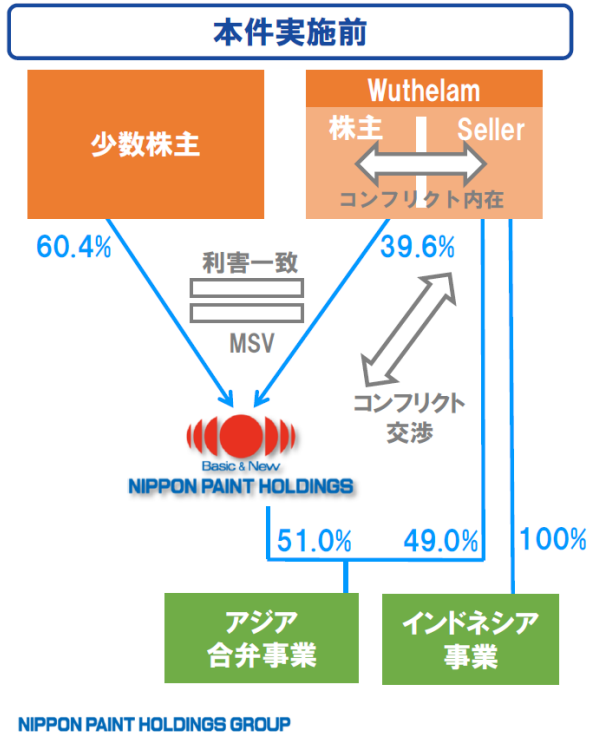 本件実施前
少数株主
Wuthelam
株主
Seller
コンフリクト内在
60.4%
39.6%
利害一致
MSV
コンフリクト
交渉
Basic & New
NIPPON PAINT HOLDINGS
51.0%
49.0%
100%
アジア
合弁事業
インドネシア
事業
NIPPON PAINT HOLDINGS GROUP